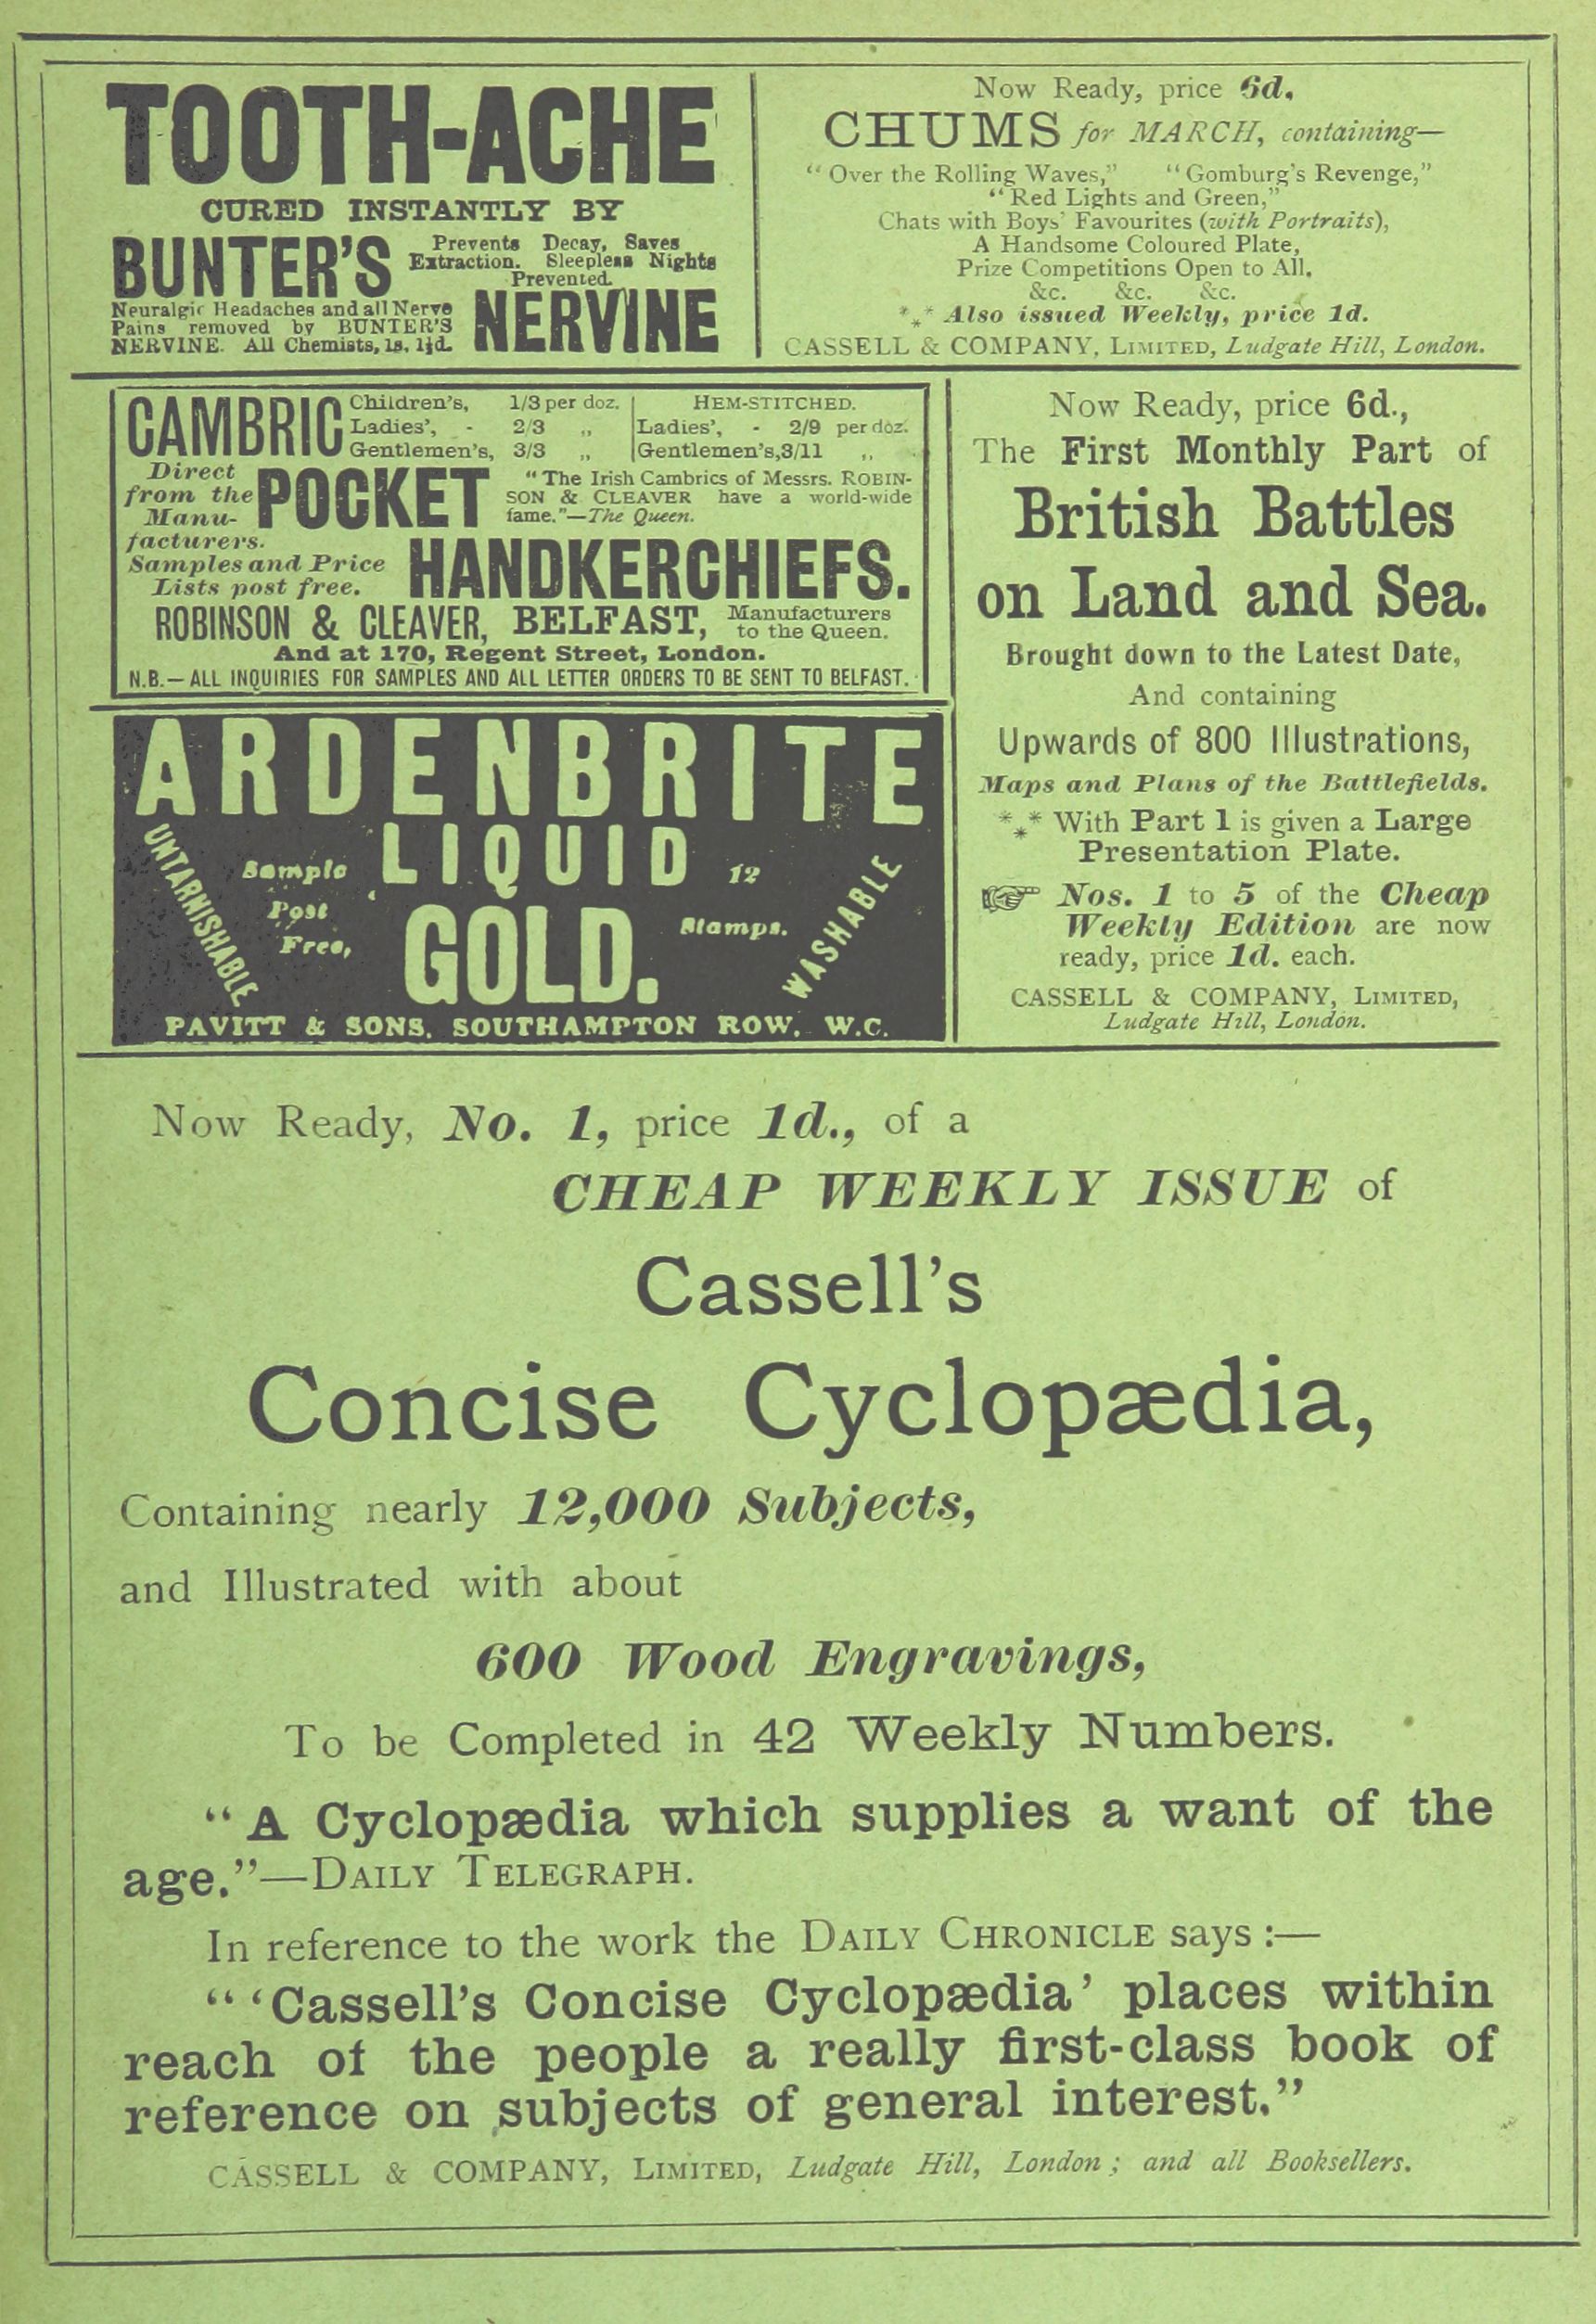 TOOTH-ACHE
CURED INSTANTLY BY
BUNTER'S
Prevents Decay, Saves
Extraction. Sleepless Nights
Prevented.
Neuralgic Headaches and all Nerve
Pains removed by BUNTER'S
NERVINE. All Chemists, 1s. 1½d.
NERVINE
Now Ready, price 6d.
CHUMS for MARCH, containing—
"Over the Rolling Waves," "Gomburg's Revenge,"
"Red Lights and Green,"
Chats with Boys' Favourites (with Portraits),
A Handsome Coloured Plate,
Prize Competitions Open to All.
&c. &c. &c.
*** Also issued Weekly, price 1d.
CASSELL & COMPANY, LIMITED, Ludgate Hill, London.
CAMBRIC
Children's, 1/3 per doz.
Ladies', - 2/3 ,,
Gentlemen's, 3/3 ,,
HEM-STITCHED.
Ladies', - 2/9 per doz.
Gentlemen's, 3/11 ,,
Direct
from the
Manu-
facturers.
POCKET
"The Irish Cambrics of Messrs. ROBIN-
SON & CLEAVER have a world-wide
fame."—The Queen.
Samples and Price
Lists post free.
HANDKERCHIEFS.
ROBINSON & CLEAVER, BELFAST, Manufacturers
to the Queen.
And at 170, Regent Street, London.
N.B.—ALL INQUIRIES FOR SAMPLES AND ALL LETTER ORDERS TO BE SENT TO BELFAST.
ARDENBRITE
LIQUID
GOLD.
UNTARNISHABLE
Sample
Post
Free,
12
Stamps.
WASHABLE
PAVITT & SONS, SOUTHAMPTON ROW, W.C.
Now Ready, price 6d.,
The First Monthly Part of
British Battles
on Land and Sea.
Brought down to the Latest Date,
And containing
Upwards of 800 Illustrations,
Maps and Plans of the Battlefields.
*** With Part 1 is given a Large
Presentation Plate.
☞ Nos. 1 to 5 of the Cheap
Weekly Edition are now
ready, price 1d. each.
CASSELL & COMPANY, LIMITED,
Ludgate Hill, London.
Now Ready, No. 1, price 1d., of a
CHEAP WEEKLY ISSUE of
Cassell's
Concise Cyclopædia,
Containing nearly 12,000 Subjects,
and Illustrated with about
600 Wood Engravings,
To be Completed in 42 Weekly Numbers.
"A Cyclopædia which supplies a want of the
age."—DAILY TELEGRAPH.
In reference to the work the DAILY CHRONICLE says:—
"'Cassell's Concise Cyclopædia' places within
reach of the people a really first-class book of
reference on subjects of general interest."
CASSELL & COMPANY, LIMITED, Ludgate Hill, London; and all Booksellers.